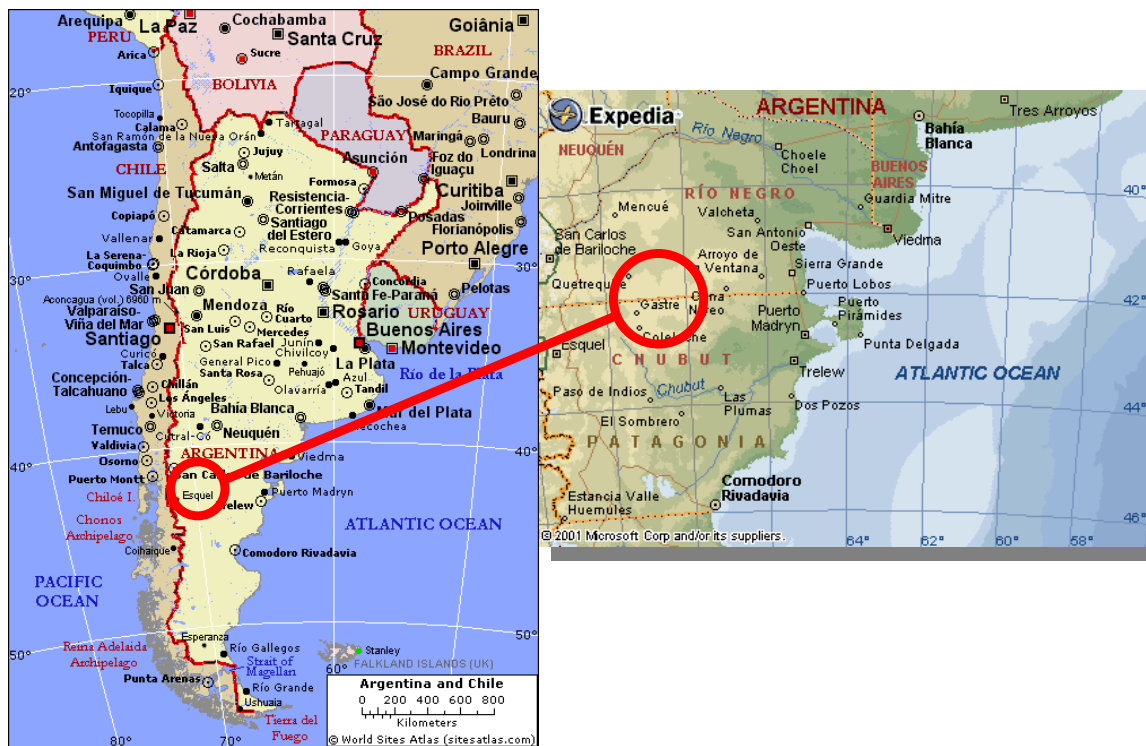 Arequipa
La Paz
Cochabamba
Santa Cruz
Goiânia
PERU
BRAZIL
Arica
Sucre
BOLIVIA
Campo Grande
Iquique
20°
São José do Rio Prêto
Bauru
Tocopilla
Calama
Tartagal
San Ramón de la Nueva Orán
PARAGUAY
Maringá
Londrina
Antofagasta
Jujuy
Asunción
Foz do
Iguaçu
CHILE
Salta
Metán
Formosa
Curitiba
San Miguel de Tucumán
Resistencia-
Corrientes
Joinville
Copiapó
Posadas
Florianópolis
Catamarca
Santiago
del Estero
Vallenar
La Rioja
Reconquista
Goya
Porto Alegre
La Serena-
Coquimbo
Ovalle
Rafaela
30°
30°
Córdoba
Concordia
San Juan
Santa Fe-Paraná
Pelotas
Aconcagua (vol.) 6960 m.
Mendoza
Río
Cuarto
Rosario
URUGUAY
Valparaiso-
Viña del Mar
San Luis
Mercedes
Buenos Aires
Santiago
San Rafael
Junín
Chivilcoy
Montevideo
Curicó
Talca
General Pico
Pehuajó
La Plata
Río de la Plata
Santa Rosa
Concepción-
Talcahuano
Chillán
Olavarría
Azul
Tandil
Los Ángeles
Lebu
Victoria
Bahía Blanca
Mar del Plata
Temuco
Cutral-Có
Neuquén
Necochea
Valdivia
ARGENTINA
Viedma
Osorno
40°
40°
San Carlos de Bariloche
Puerto Montt
Chiloé I.
Esquel
Puerto Madryn
Trelew
Chonos
Archipelago
ATLANTIC OCEAN
Coihaique
Comodoro Rivadavia
PACIFIC
OCEAN
Esperanza
50°
Reina Adelaida
Archipelago
Río Gallegos
Stanley
50°
Strait of
Magellan
60°
FALKLAND ISLANDS (UK)
Punta Arenas
Río Grande
Ushuaia
Tierra del
Fuego
80°
70°
Argentina and Chile
0 200 400 600 800
Kilometers
© World Sites Atlas (sitesatlas.com)
Expedia
ARGENTINA
Tres Arroyos
Río Negro
Bahía
Blanca
NEUQUÉN
Choele
Choel
BUENOS
AIRES
RÍO NEGRO
40°
Mencué
Valcheta
Guardia Mitre
San Carlos
de Bariloche
San Antonio
Oeste
Viedma
Arroyo de
Ventana
Sierra Grande
Quetrequile
Puerto Lobos
42°
Gastre
Cona
Niyeo
Puerto
Madryn
Puerto
Pirámides
Esquel
Colelache
Punta Delgada
CHUBUT
Trelew
ATLANTIC OCEAN
Paso de Indios
Chubut
Las
Plumas
Dos Pozos
44°
El Sombrero
PATAGONIA
Comodoro
Rivadavia
Estancia Valle
Huemules
46°
© 2001 Microsoft Corp and/or its suppliers.
64°
62°
60°
58°